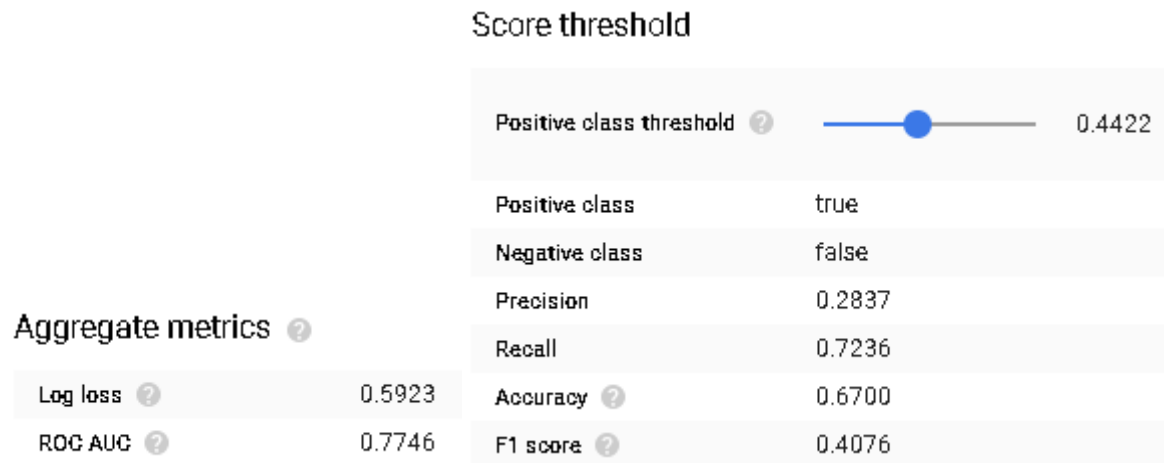 Score threshold
Positive class threshold 0.4422
Positive class true
Negative class false
Precision 0.2837
Recall 0.7236
Accuracy 0.6700
F1 score 0.4076
Aggregate metrics
Log loss 0.5923
ROC AUC 0.7746